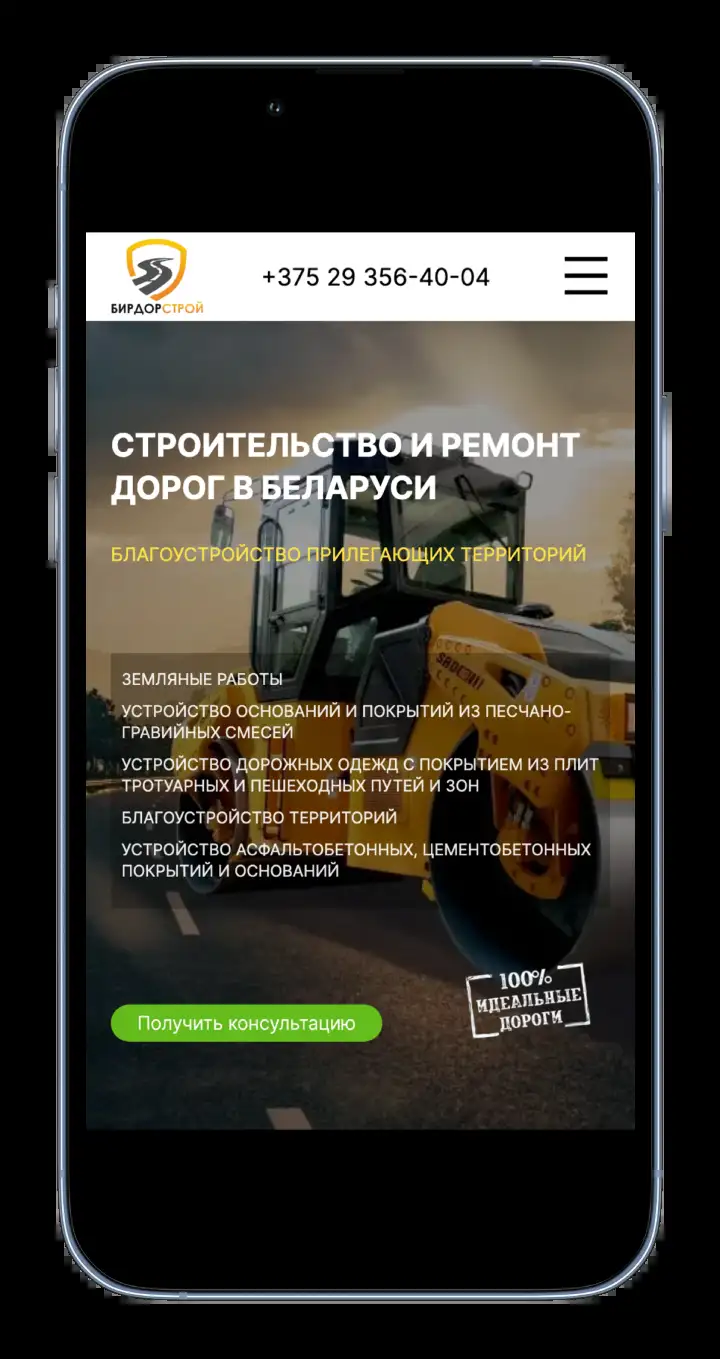 БИРДОРСТРОЙ
+375 29 356-40-04
СТРОИТЕЛЬСТВО И РЕМОНТ
ДОРОГ В БЕЛАРУСИ
БЛАГОУСТРОЙСТВО ПРИЛЕГАЮЩИХ ТЕРРИТОРИЙ
ЗЕМЛЯНЫЕ РАБОТЫ
УСТРОЙСТВО ОСНОВАНИЙ И ПОКРЫТИЙ ИЗ ПЕСЧАНО-
ГРАВИЙНЫХ СМЕСЕЙ
УСТРОЙСТВО ДОРОЖНЫХ ОДЕЖД С ПОКРЫТИЕМ ИЗ ПЛИТ
ТРОТУАРНЫХ И ПЕШЕХОДНЫХ ПУТЕЙ И ЗОН
БЛАГОУСТРОЙСТВО ТЕРРИТОРИЙ
УСТРОЙСТВО АСФАЛЬТОБЕТОННЫХ, ЦЕМЕНТОБЕТОННЫХ
ПОКРЫТИЙ И ОСНОВАНИЙ
100%
ИДЕАЛЬНЫЕ
ДОРОГИ
Получить консультацию